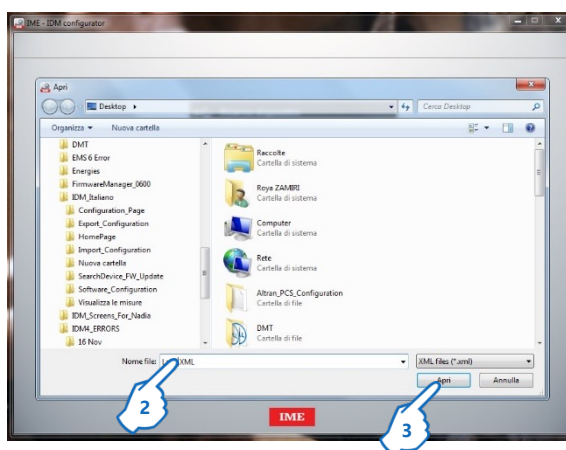 IME - IDM configurator
Apri
Desktop
Cerca Desktop
Organizza
Nuova cartella
DMT
EMS 6 Error
Energies
FirmwareManager_0600
IDM_Italiano
Configuration_Page
Export_Configuration
HomePage
Import_Configuration
Nuova cartella
SearchDevice_FW_Update
Software_Configuration
Visualizza le misure
IDM_Screens_For_Nadia
IDM4_ERRORS
16 Nov
Raccolte
Cartella di sistema
Roya ZAMIRI
Cartella di sistema
Computer
Cartella di sistema
Rete
Cartella di sistema
Altran_PCS_Configuration
Cartella di file
DMT
Cartella di file
Nome file:
XML
XML files (*.xml)
Apri
Annulla
2
IME
3